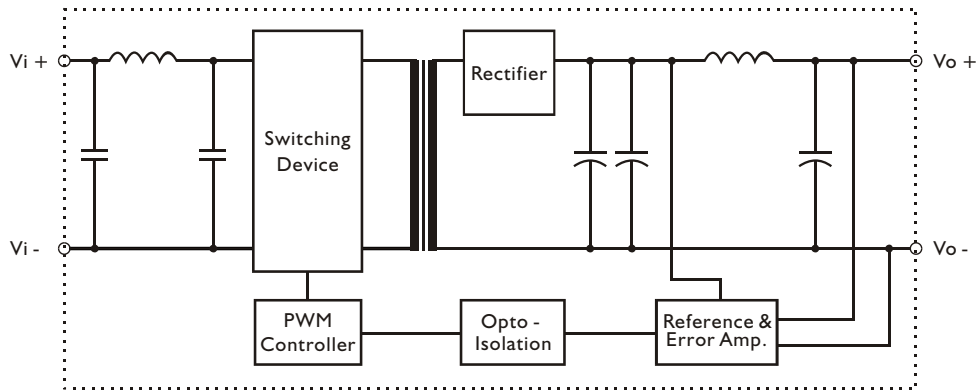 Vi +
Switching
Device
Rectifier
Vo +
Vi -
Vo -
PWM
Controller
Opto -
Isolation
Reference &
Error Amp.